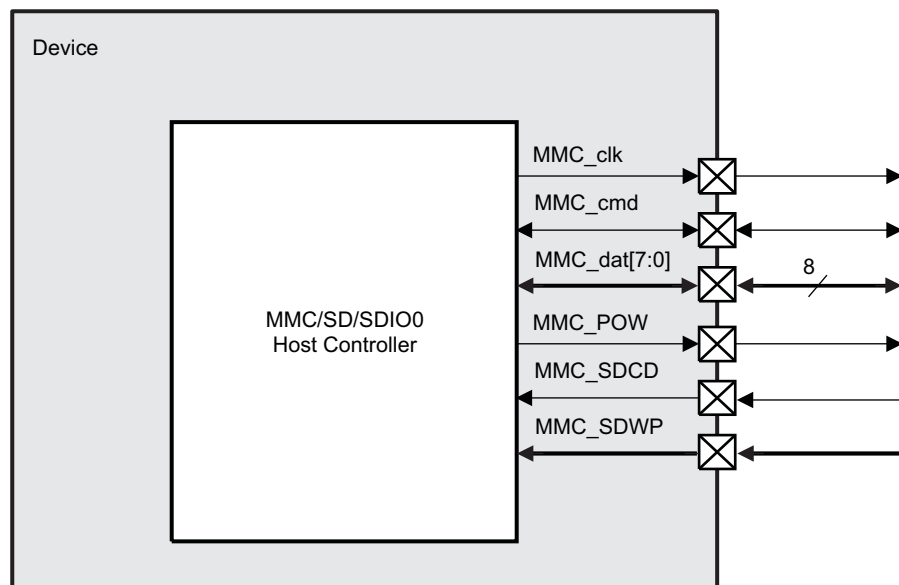 Device
MMC_clk
MMC_cmd
MMC_dat[7:0]
8
MMC/SD/SDIO0
Host Controller
MMC_POW
MMC_SDCD
MMC_SDWP